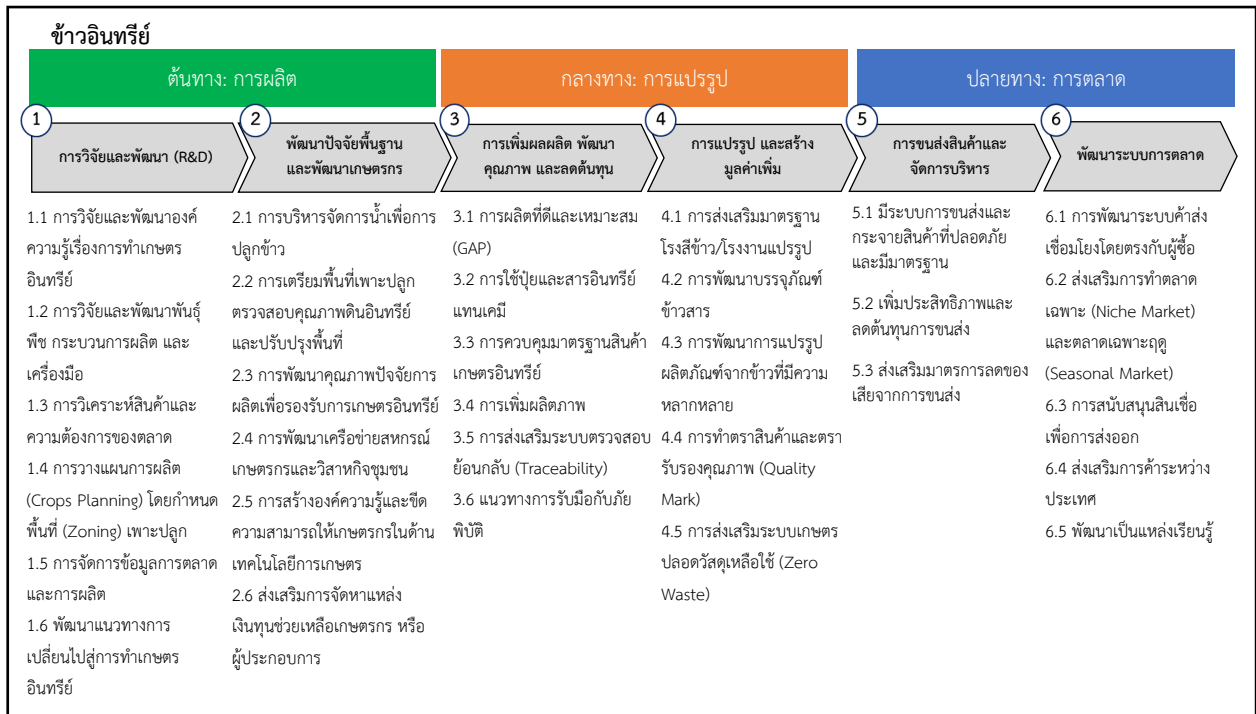 ข้าวอินทรีย์
ต้นทาง: การผลิต
กลางทาง: การแปรรูป
ปลายทาง: การตลาด
1
การวิจัยและพัฒนา (R&D)
2
พัฒนาปัจจัยพื้นฐาน
และพัฒนาเกษตรกร
3
การเพิ่มผลผลิต พัฒนา
คุณภาพ และลดต้นทุน
4
การแปรรูป และสร้าง
มูลค่าเพิ่ม
5
การขนส่งสินค้าและ
จัดการบริหาร
6
พัฒนาระบบการตลาด
1.1 การวิจัยและพัฒนาองค์
ความรู้เรื่องการทำเกษตร
อินทรีย์
1.2 การวิจัยและพัฒนาพันธุ์
พืช กระบวนการผลิต และ
เครื่องมือ
1.3 การวิเคราะห์สินค้าและ
ความต้องการของตลาด
1.4 การวางแผนการผลิต
(Crops Planning) โดยกำหนด
พื้นที่ (Zoning) เพาะปลูก
1.5 การจัดการข้อมูลการตลาด
และการผลิต
1.6 พัฒนาแนวทางการ
เปลี่ยนไปสู่การทำเกษตร
อินทรีย์
2.1 การบริหารจัดการน้ำเพื่อการ
ปลูกข้าว
2.2 การเตรียมพื้นที่เพาะปลูก
ตรวจสอบคุณภาพดินอินทรีย์
และปรับปรุงพื้นที่
2.3 การพัฒนาคุณภาพปัจจัยการ
ผลิตเพื่อรองรับการเกษตรอินทรีย์
2.4 การพัฒนาเครือข่ายสหกรณ์
เกษตรกรและวิสาหกิจชุมชน
2.5 การสร้างองค์ความรู้และขีด
ความสามารถให้เกษตรกรในด้าน
เทคโนโลยีการเกษตร
2.6 ส่งเสริมการจัดหาแหล่ง
เงินทุนช่วยเหลือเกษตรกร หรือ
ผู้ประกอบการ
3.1 การผลิตที่ดีและเหมาะสม
(GAP)
3.2 การใช้ปุ๋ยและสารอินทรีย์
แทนเคมี
3.3 การควบคุมมาตรฐานสินค้า
เกษตรอินทรีย์
3.4 การเพิ่มผลิตภาพ
3.5 การส่งเสริมระบบตรวจสอบ
ย้อนกลับ (Traceability)
3.6 แนวทางการรับมือกับภัย
พิบัติ
4.1 การส่งเสริมมาตรฐาน
โรงสีข้าว/โรงงานแปรรูป
4.2 การพัฒนาบรรจุภัณฑ์
ข้าวสาร
4.3 การพัฒนาการแปรรูป
ผลิตภัณฑ์จากข้าวที่มีความ
หลากหลาย
4.4 การทำตราสินค้าและตรา
รับรองคุณภาพ (Quality
Mark)
4.5 การส่งเสริมระบบเกษตร
ปลอดวัสดุเหลือใช้ (Zero
Waste)
5.1 มีระบบการขนส่งและ
กระจายสินค้าที่ปลอดภัย
และมีมาตรฐาน
5.2 เพิ่มประสิทธิภาพและ
ลดต้นทุนการขนส่ง
5.3 ส่งเสริมมาตรการลดของ
เสียจากการขนส่ง
6.1 การพัฒนาระบบค้าส่ง
เชื่อมโยงโดยตรงกับผู้ซื้อ
6.2 ส่งเสริมการทำตลาด
เฉพาะ (Niche Market)
และตลาดเฉพาะฤดู
(Seasonal Market)
6.3 การสนับสนุนสินเชื่อ
เพื่อการส่งออก
6.4 ส่งเสริมการค้าระหว่าง
ประเทศ
6.5 พัฒนาเป็นแหล่งเรียนรู้